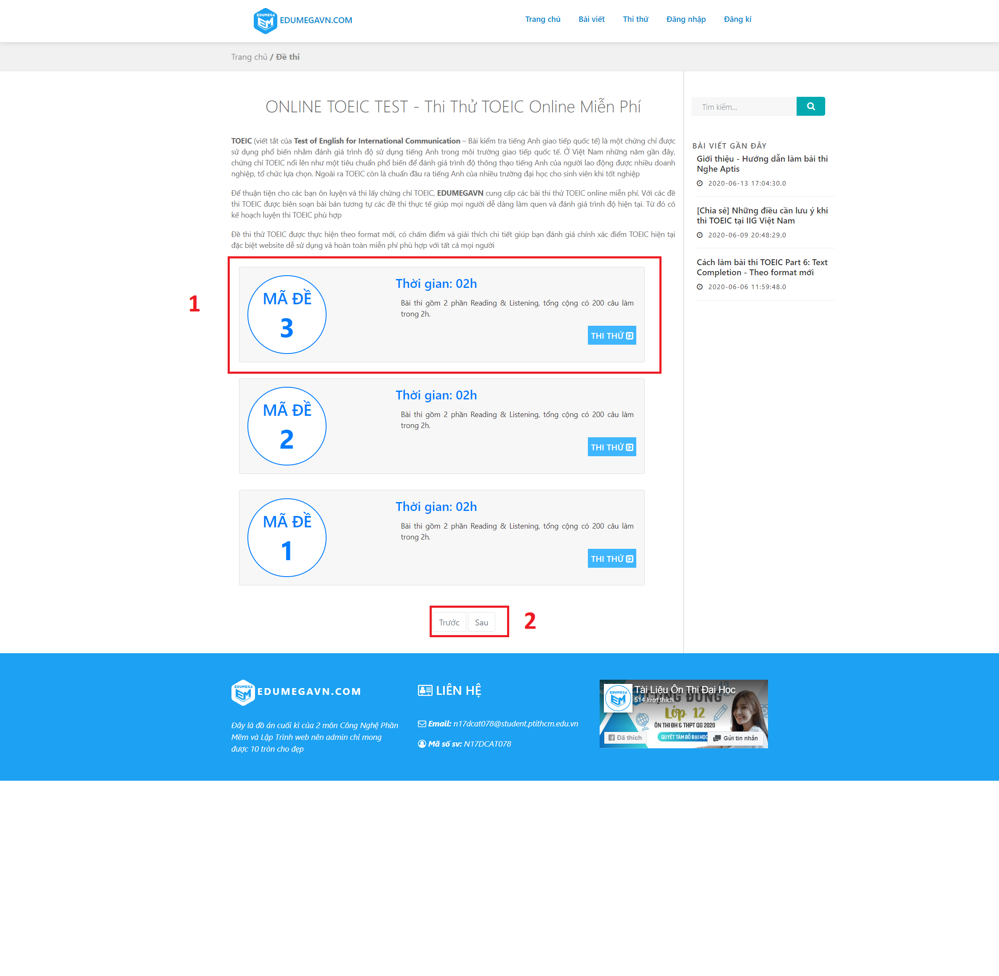 EDUMEGA
EM
EDUMEGAVN.COM
Trang chủ
Bài viết
Thi thử
Đăng nhập
Đăng kí
Trang chủ / Đề thi
ONLINE TOEIC TEST - Thi Thử TOEIC Online Miễn Phí
TOEIC (viết tắt của Test of English for International Communication – Bài kiểm tra tiếng Anh giao tiếp quốc tế) là một chứng chỉ được
sử dụng phổ biến nhằm đánh giá trình độ sử dụng tiếng Anh trong môi trường giao tiếp quốc tế. Ở Việt Nam những năm gần đây,
chứng chỉ TOEIC nổi lên như một tiêu chuẩn phổ biến để đánh giá trình độ thông thạo tiếng Anh của người lao động được nhiều doanh
nghiệp, tổ chức lựa chọn. Ngoài ra TOEIC còn là chuẩn đầu ra tiếng Anh của nhiều trường đại học cho sinh viên khi tốt nghiệp
Để thuận tiện cho các bạn ôn luyện và thi lấy chứng chỉ TOEIC, EDUMEGAVN cung cấp các bài thi thử TOEIC online miễn phí. Với các đề
thi TOEIC được biên soạn bài bản tương tự các đề thi thực tế giúp mọi người dễ dàng làm quen và đánh giá trình độ hiện tại. Từ đó có
kế hoạch luyện thi TOEIC phù hợp
Đề thi thử TOEIC được thực hiện theo format mới, có chấm điểm và giải thích chi tiết giúp bạn đánh giá chính xác điểm TOEIC hiện tại
đặc biệt website dễ sử dụng và hoàn toàn miễn phí phù hợp với tất cả mọi người
1
MÃ ĐỀ
3
Thời gian: 02h
Bài thi gồm 2 phần Reading & Listening, tổng cộng có 200 câu làm
trong 2h.
THI THỬ
MÃ ĐỀ
2
Thời gian: 02h
Bài thi gồm 2 phần Reading & Listening, tổng cộng có 200 câu làm
trong 2h.
THI THỬ
MÃ ĐỀ
1
Thời gian: 02h
Bài thi gồm 2 phần Reading & Listening, tổng cộng có 200 câu làm
trong 2h.
THI THỬ
Trước
Sau
2
Tìm kiếm...
BÀI VIẾT GẦN ĐÂY
Giới thiệu - Hướng dẫn làm bài thi
Nghe Aptis
2020-06-13 17:04:30.0
[Chia sẻ] Những điều cần lưu ý khi
thi TOEIC tại IIG Việt Nam
2020-06-09 20:48:29.0
Cách làm bài thi TOEIC Part 6: Text
Completion - Theo format mới
2020-06-06 11:59:48.0
EDUMEGA
EM
EDUMEGAVN.COM
Đây là đồ án cuối kì của 2 môn Công Nghệ Phần
Mềm và Lập Trình web nên admin chỉ mong
được 10 tròn cho đẹp
LIÊN HỆ
Email: n17dcat078@student.ptithcm.edu.vn
Mã số sv: N17DCAT078
EDUMEGA
EM
Tài Liệu Ôn Thi Đại Học
514 lượt thích
ĐỒNG
Lớp 12
ÔN THI ĐH & THPT QG 2020
QUYẾT TÂM ĐỖ ĐẠI HỌC
Đã thích
Gửi tin nhắn